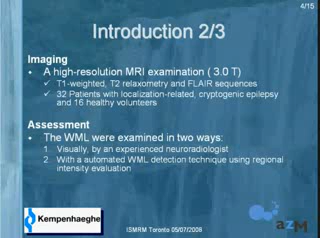 4/15
Introduction 2/3
Imaging
• A high-resolution MRI examination ( 3.0 T)
✓ T1-weighted, T2 relaxometry and FLAIR sequences
✓ 32 Patients with localization-related, cryptogenic epilepsy
and 16 healthy volunteers
Assessment
• The WML were examined in two ways:
1. Visually, by an experienced neuroradiologist
2. With a automated WML detection technique using regional
intensity evaluation
Kempenhaeghe
ISMRM Toronto 05/07/2008
azM